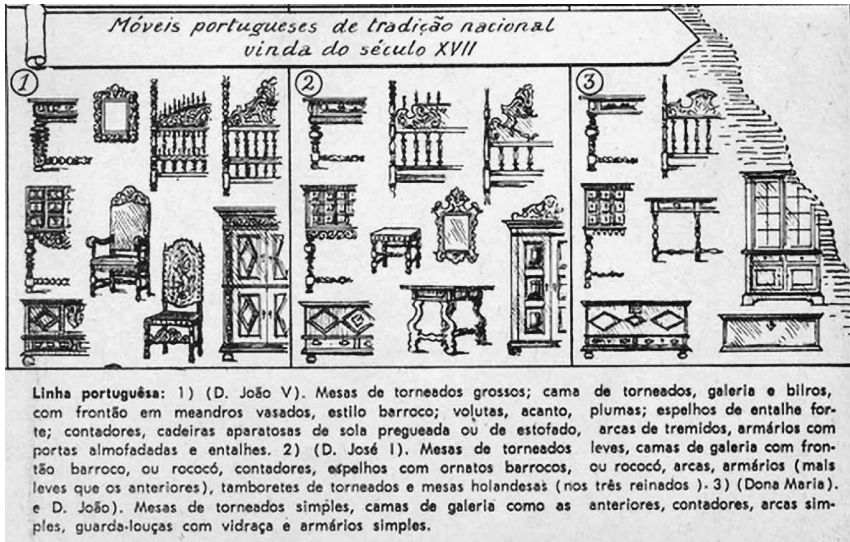 Móveis portugueses de tradição nacional
vinda do século XVII
1
2
3
Linha portuguêsa: 1) (D. João V). Mesas de torneados grossos; cama de torneados, galeria e bilros,
com frontão em meandros vasados, estilo barroco; volutas, acanto, plumas; espelhos de entalhe for-
te; contadores, cadeiras aparatosas de sola pregueada ou de estofado, arcas de tremidos, armários com
portas almofadadas e entalhes. 2) (D. José I). Mesas de torneados leves, camas de galeria com fron-
tão barroco, ou rococó, contadores, espelhos com ornatos barrocos, ou rococó, arcas, armários (mais
leves que os anteriores), tamboretes de torneados e mesas holandesas (nos três reinados). 3) (Dona Maria).
e D. João). Mesas de torneados simples, camas de galeria como as anteriores, contadores, arcas sim-
ples, guarda-louças com vidraça e armários simples.